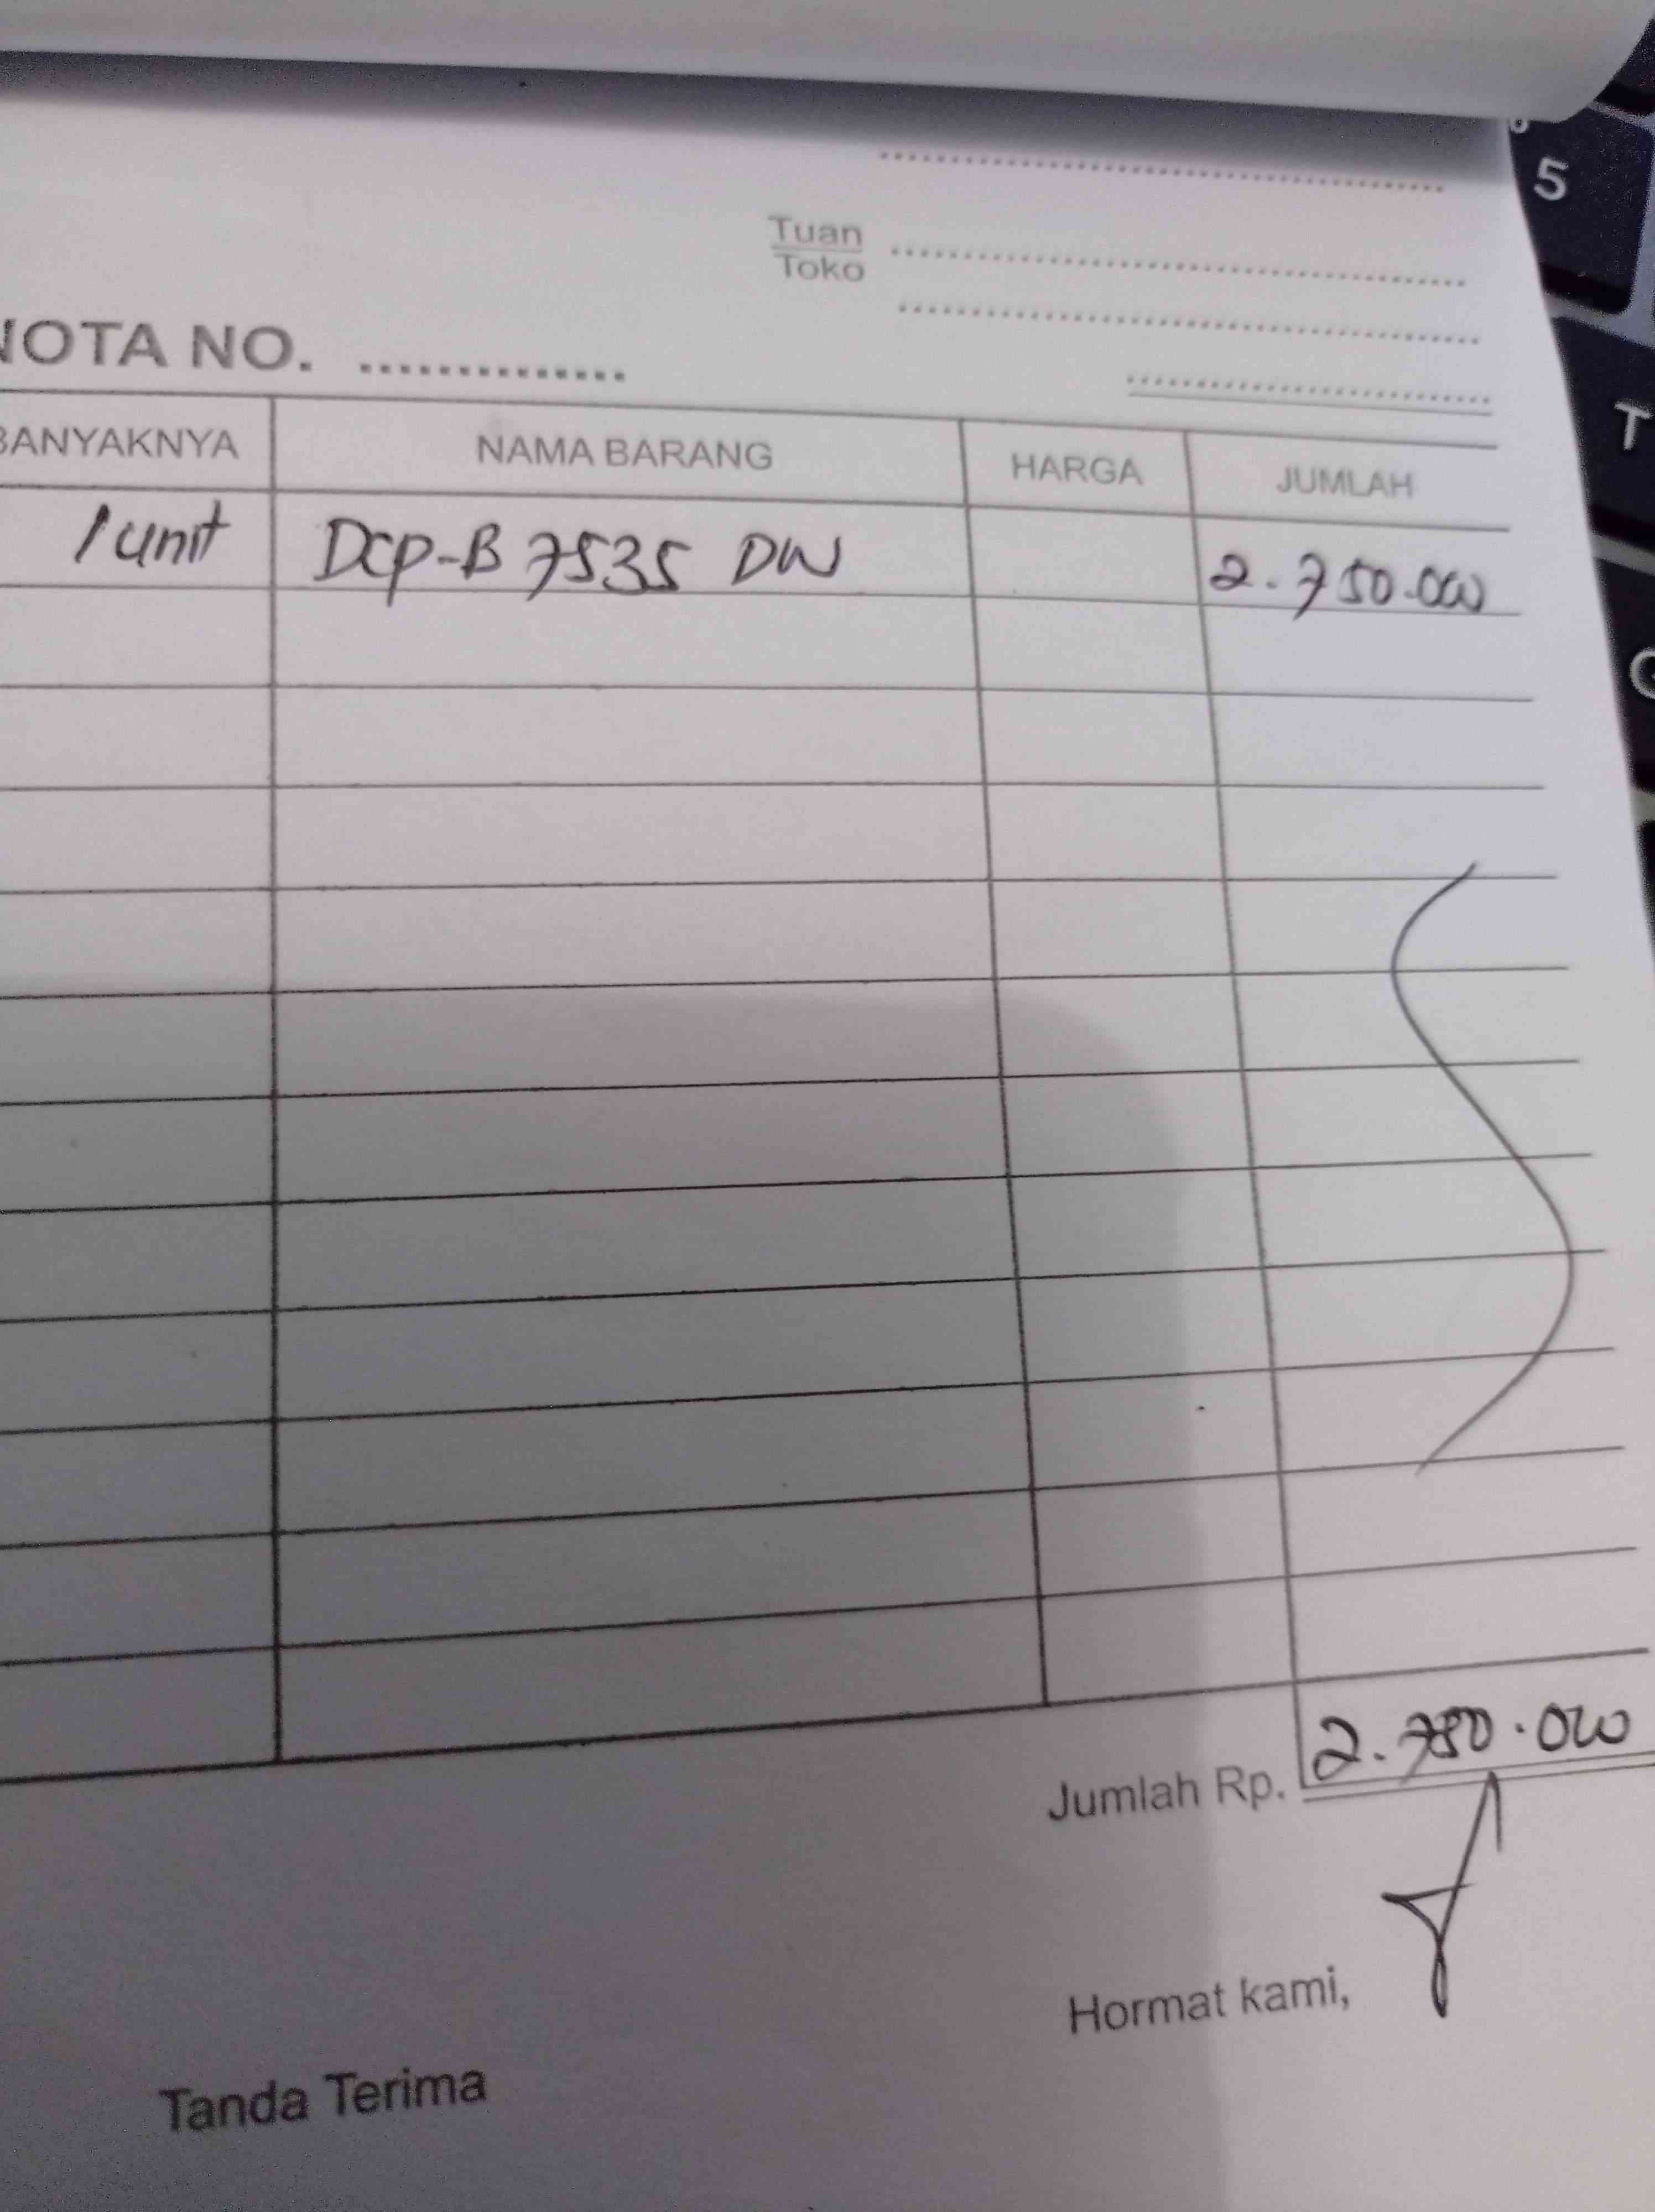 Tuan
Toko
NOTA NO. ..............
BANYAKNYA NAMA BARANG HARGA JUMLAH
1 unit DCP-B 7535 DW 2.750.000
Jumlah Rp. 2.750.000
Hormat kami,
Tanda Terima
5
T
G